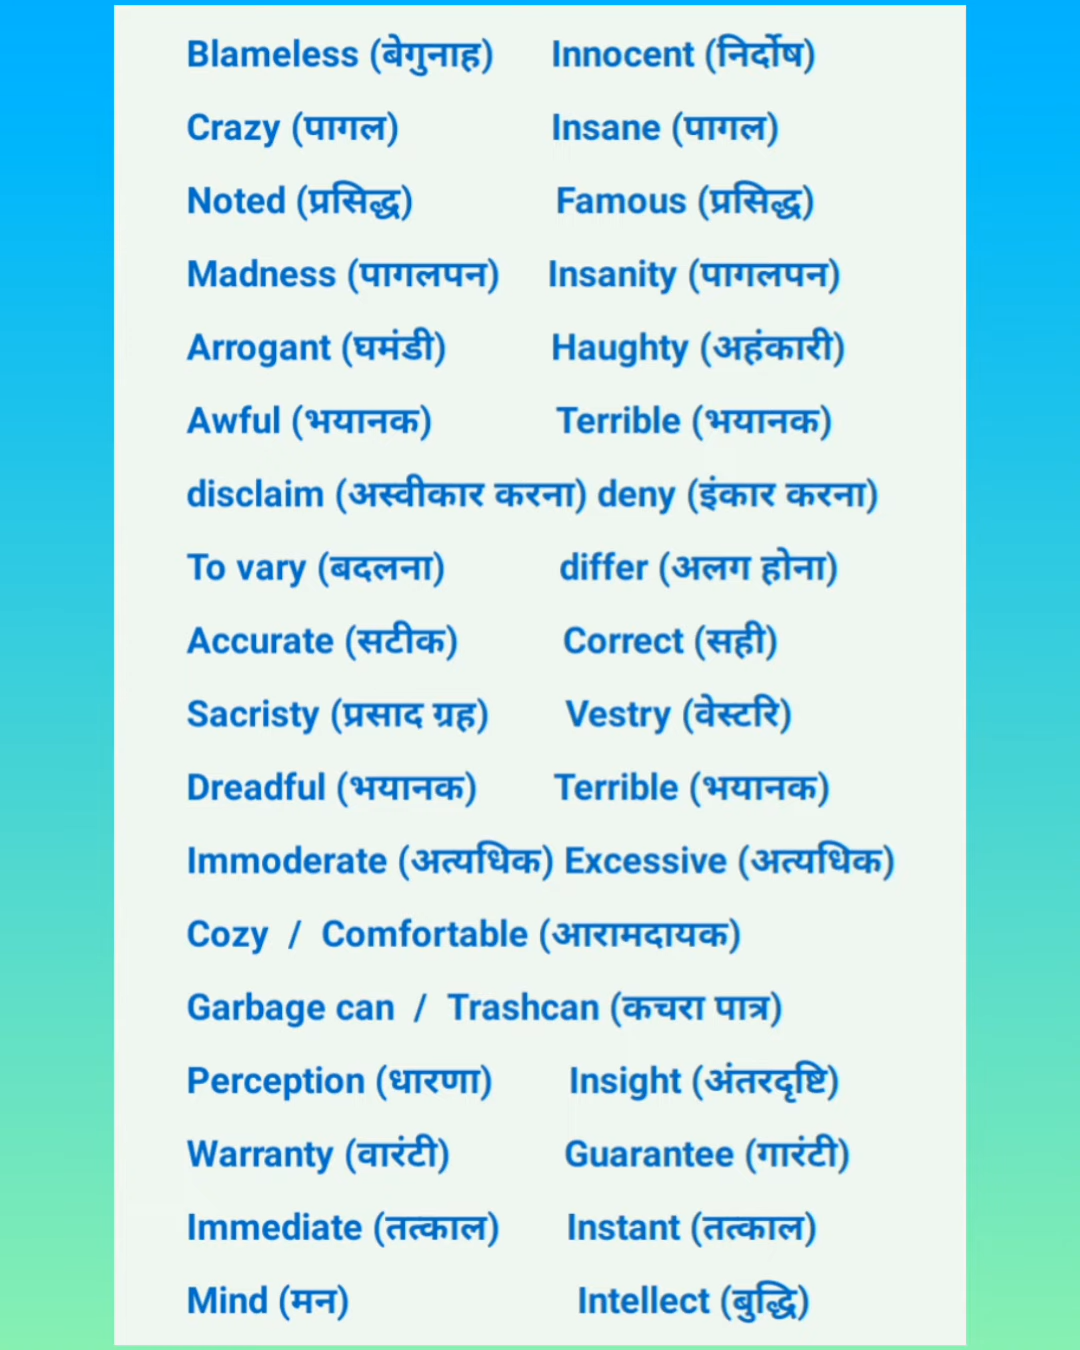 Blameless (बेगुनाह) Innocent (निर्दोष)
Crazy (पागल) Insane (पागल)
Noted (प्रसिद्ध) Famous (प्रसिद्ध)
Madness (पागलपन) Insanity (पागलपन)
Arrogant (घमंडी) Haughty (अहंकारी)
Awful (भयानक) Terrible (भयानक)
disclaim (अस्वीकार करना) deny (इंकार करना)
To vary (बदलना) differ (अलग होना)
Accurate (सटीक) Correct (सही)
Sacristy (प्रसाद ग्रह) Vestry (वेस्टरि)
Dreadful (भयानक) Terrible (भयानक)
Immoderate (अत्यधिक) Excessive (अत्यधिक)
Cozy / Comfortable (आरामदायक)
Garbage can / Trashcan (कचरा पात्र)
Perception (धारणा) Insight (अंतरदृष्टि)
Warranty (वारंटी) Guarantee (गारंटी)
Immediate (तत्काल) Instant (तत्काल)
Mind (मन) Intellect (बुद्धि)